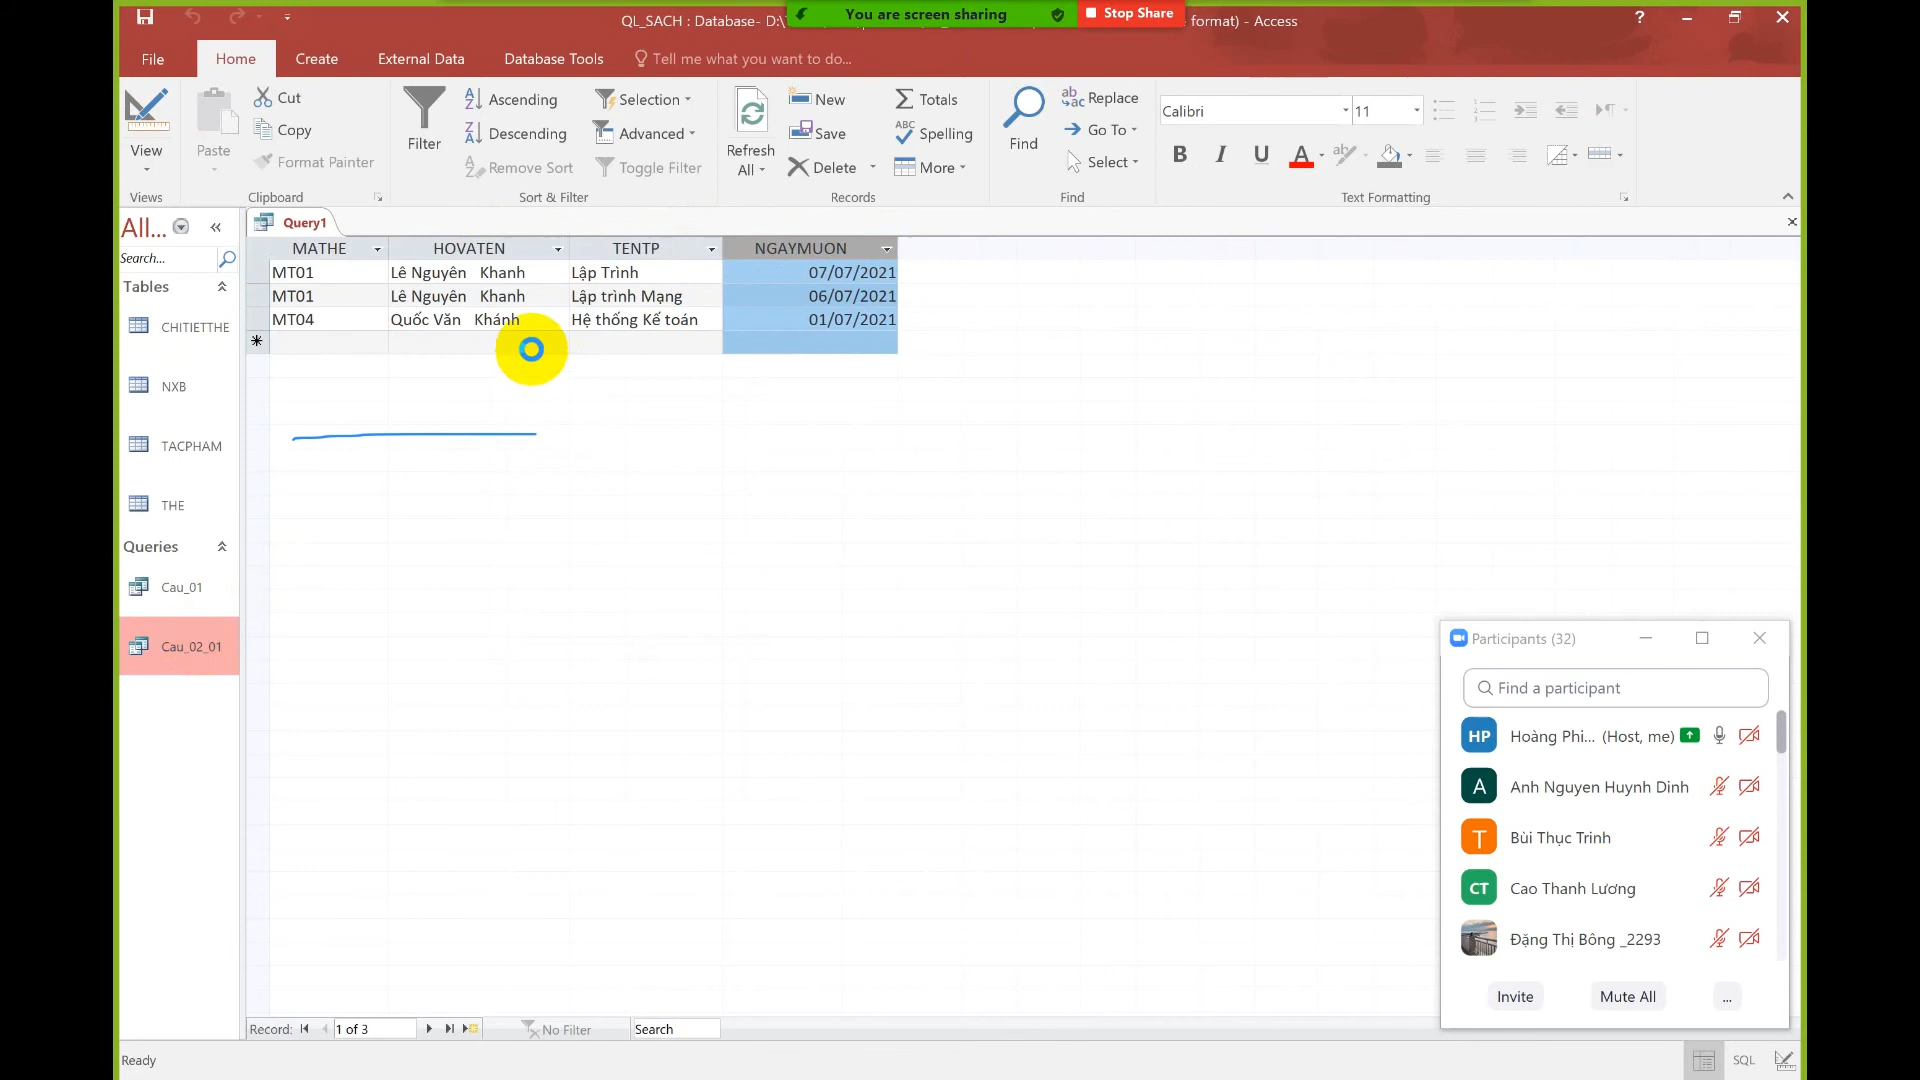 QL_SACH : Database- D:\
You are screen sharing
Stop Share
format) - Access
?
File
Home
Create
External Data
Database Tools
Tell me what you want to do...
View
Views
Paste
Cut
Copy
Format Painter
Clipboard
Filter
Ascending
Descending
Remove Sort
Selection
Advanced
Toggle Filter
Sort & Filter
Refresh
All
New
Save
Delete
Totals
Spelling
More
Records
Find
Replace
Go To
Select
Find
Calibri
11
B I U A
Text Formatting
All...
Search...
Tables
CHITIETTHE
NXB
TACPHAM
THE
Queries
Cau_01
Cau_02_01
Query1
MATHE HOVATEN TENTP NGAYMUON
MT01 Lê Nguyên Khanh Lập Trình 07/07/2021
MT01 Lê Nguyên Khanh Lập trình Mạng 06/07/2021
MT04 Quốc Văn Khánh Hệ thống Kế toán 01/07/2021
Participants (32)
Find a participant
HP Hoàng Phi... (Host, me)
A Anh Nguyen Huynh Dinh
T Bùi Thục Trinh
CT Cao Thanh Lương
Đặng Thị Bông _2293
Invite
Mute All
...
Record: 1 of 3 No Filter Search
Ready
SQL